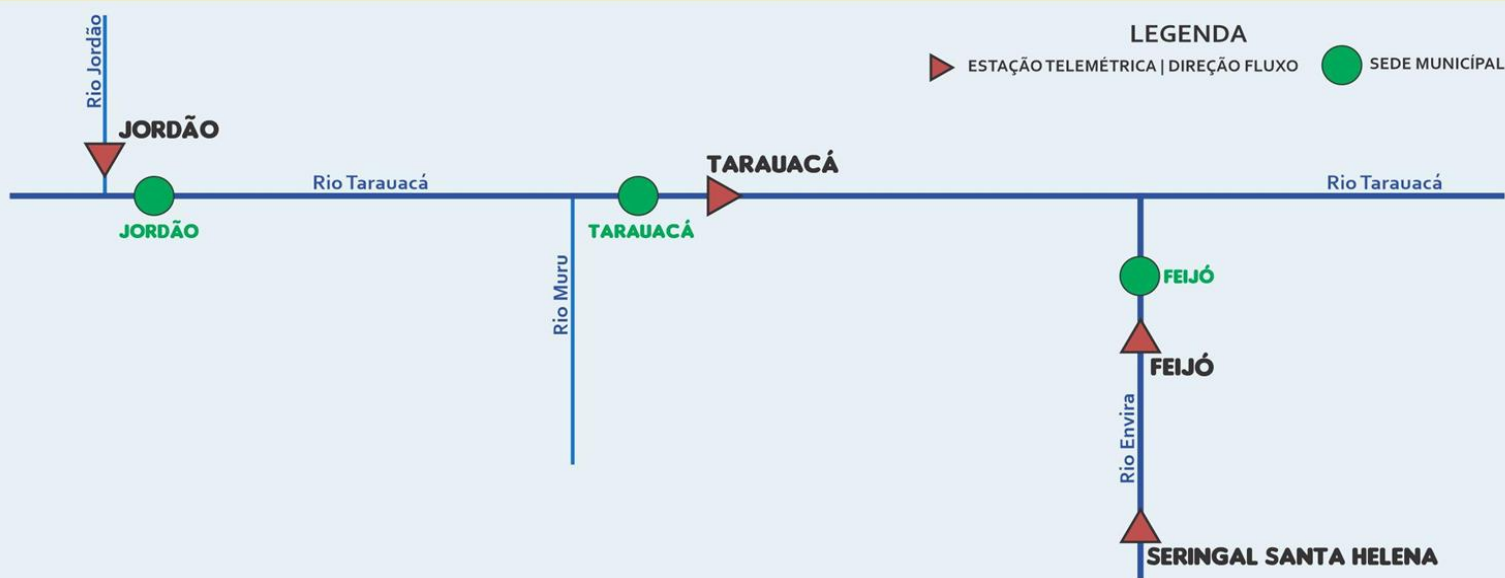 LEGENDA
ESTAÇÃO TELEMÉTRICA | DIREÇÃO FLUXO
SEDE MUNICÍPAL
Rio Jordão
JORDÃO
Rio Tarauacá
TARAUACÁ
Rio Tarauacá
JORDÃO
TARAUACÁ
Rio Muru
FEIJÓ
FEIJÓ
Rio Envira
SERINGAL SANTA HELENA